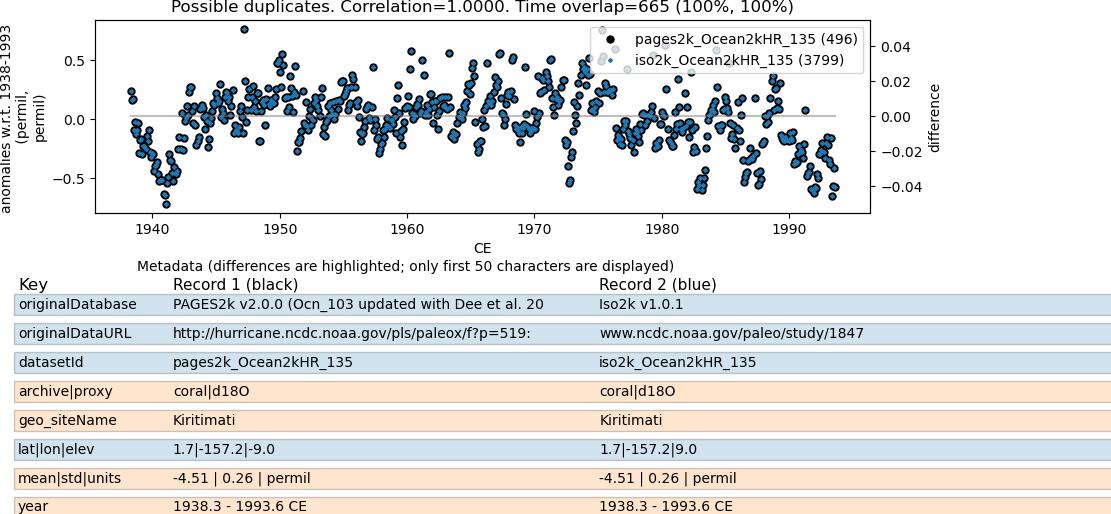 Possible duplicates. Correlation=1.0000. Time overlap=665 (100%, 100%)
anomalies w.r.t. 1938-1993
(permil,
permil)
0.5
0.0
−0.5
pages2k_Ocean2kHR_135 (496)
iso2k_Ocean2kHR_135 (3799)
0.04
0.02
0.00
−0.02
−0.04
difference
1940 1950 1960 1970 1980 1990
CE
Metadata (differences are highlighted; only first 50 characters are displayed)
Key Record 1 (black) Record 2 (blue)
originalDatabase PAGES2k v2.0.0 (Ocn_103 updated with Dee et al. 20 Iso2k v1.0.1
originalDataURL http://hurricane.ncdc.noaa.gov/pls/paleox/f?p=519: www.ncdc.noaa.gov/paleo/study/1847
datasetId pages2k_Ocean2kHR_135 iso2k_Ocean2kHR_135
archive|proxy coral|d18O coral|d18O
geo_siteName Kiritimati Kiritimati
lat|lon|elev 1.7|-157.2|-9.0 1.7|-157.2|9.0
mean|std|units -4.51 | 0.26 | permil -4.51 | 0.26 | permil
year 1938.3 - 1993.6 CE 1938.3 - 1993.6 CE